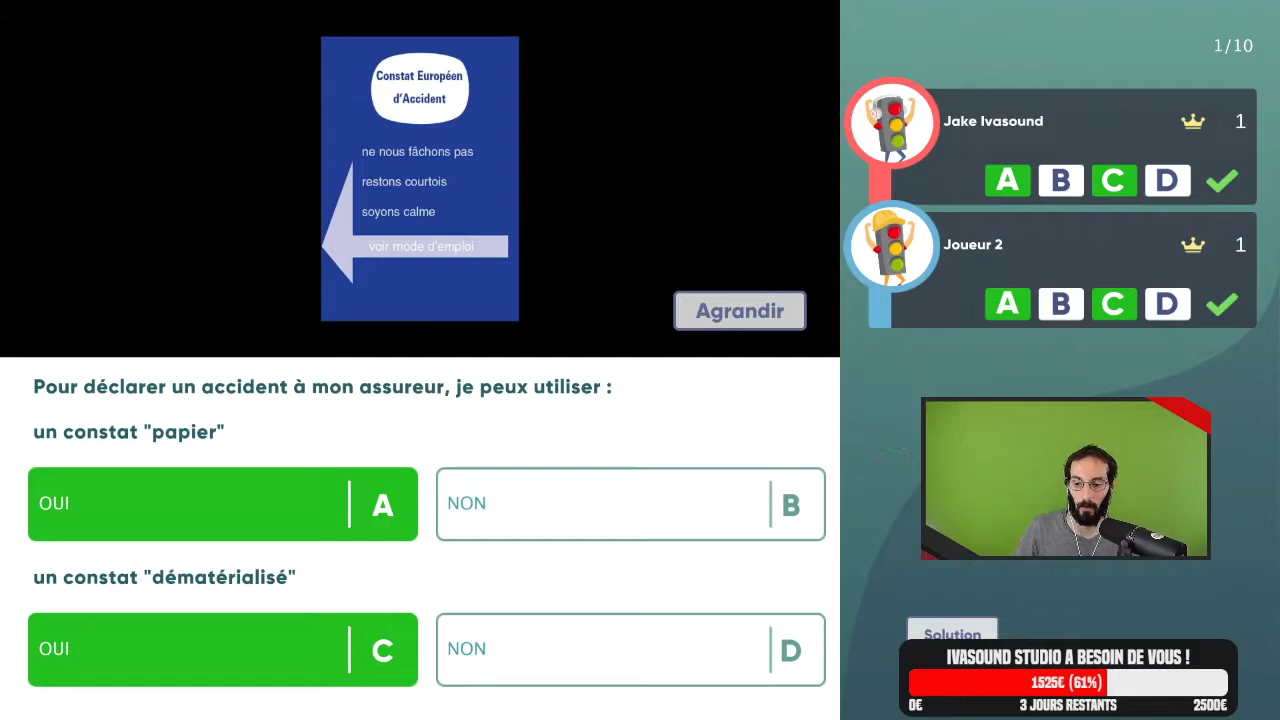 Constat Européen
d'Accident
ne nous fâchons pas
restons courtois
soyons calme
voir mode d'emploi
Agrandir
Pour déclarer un accident à mon assureur, je peux utiliser :
un constat "papier"
OUI A
NON B
un constat "dématérialisé"
OUI C
NON D
1/10
Jake Ivasound 1
A B C D
Joueur 2 1
A B C D
Solution
IVASOUND STUDIO A BESOIN DE VOUS !
1525€ (61%)
0€ 3 JOURS RESTANTS 2500€